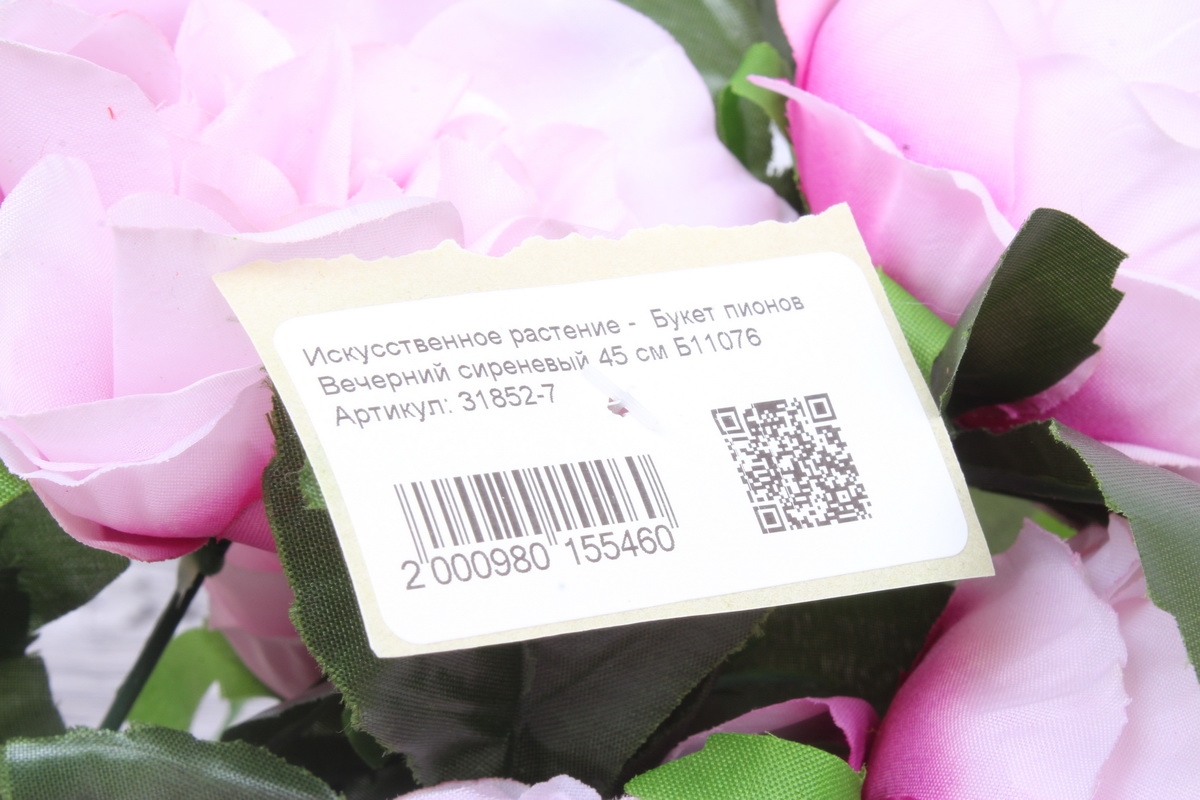 Искусственное растение - Букет пионов
Вечерний сиреневый 45 см Б11076
Артикул: 31852-7
2 000980 155460